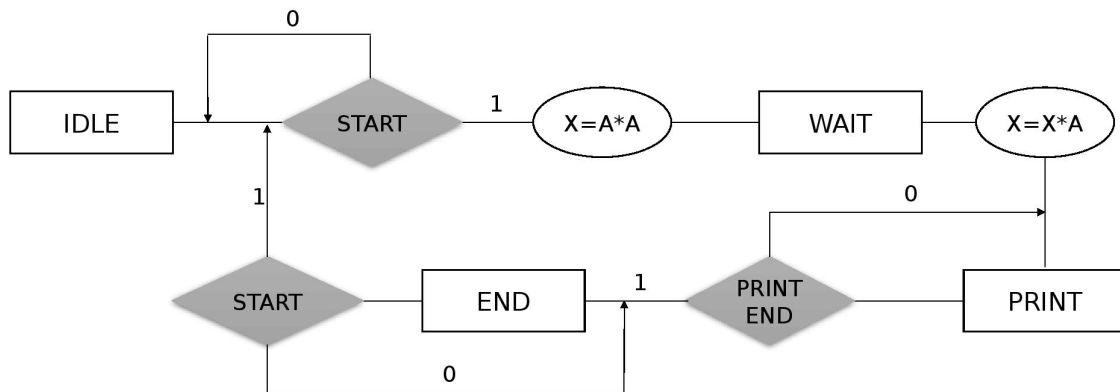 0
IDLE
START
1
X=A*A
WAIT
X=X*A
1
0
START
END
1
PRINT
END
PRINT
0